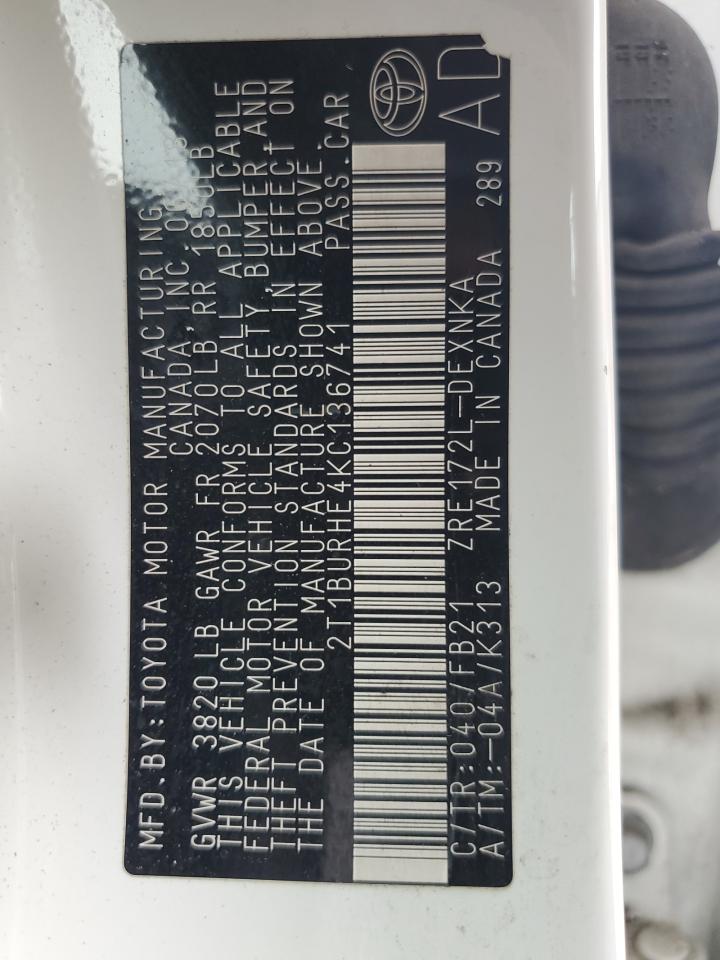 MFD.BY:TOYOTA MOTOR MANUFACTURING
CANADA,INC.
GVWR 3820 LB GAWR FR 2070 LB, RR 1850LB
THIS VEHICLE CONFORMS TO ALL APPLICABLE
FEDERAL MOTOR VEHICLE SAFETY, BUMPER, AND
THEFT PREVENTION STANDARDS IN EFFECT ON
THE DATE OF MANUFACTURE SHOWN ABOVE.
2T1BURHE4KC136741 PASS.CAR
C/TR:040/FB21 ZRE172L-DEXNKA
A/TM:-04A/K313 MADE IN CANADA 289
AD